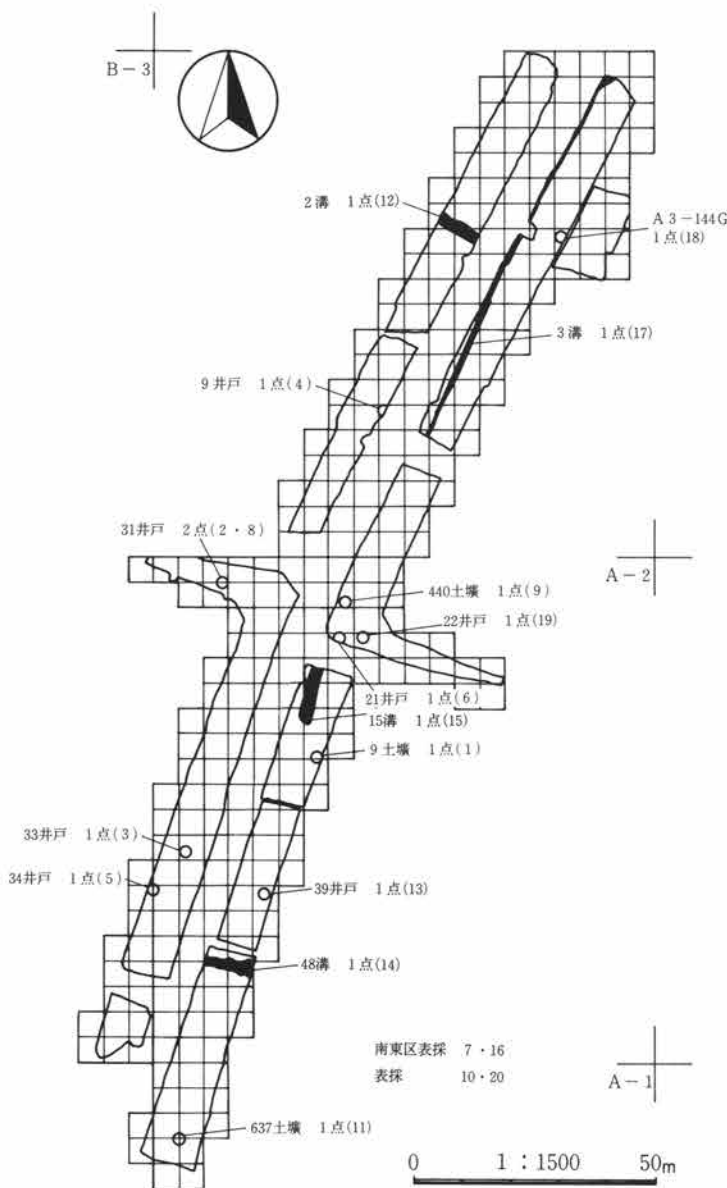 B－3
2溝 1点(12)
A 3－144G
1点(18)
3溝 1点(17)
9井戸 1点(4)
31井戸 2点(2・8)
A－2
440土壙 1点(9)
22井戸 1点(19)
21井戸 1点(6)
15溝 1点(15)
9土壙 1点(1)
33井戸 1点(3)
34井戸 1点(5)
39井戸 1点(13)
48溝 1点(14)
南東区表採 7・16
表採 10・20
A－1
637土壙 1点(11)
0 1：1500 50m